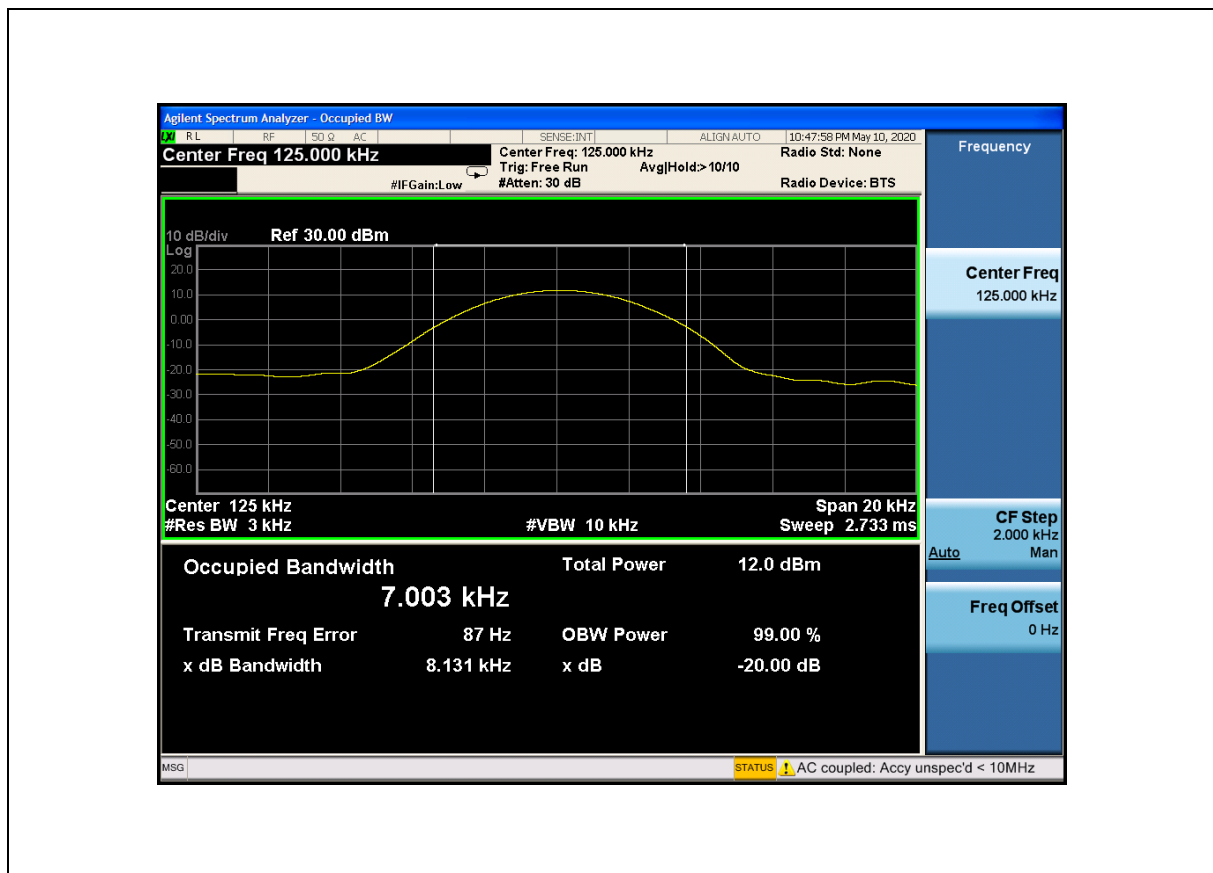 Agilent Spectrum Analyzer - Occupied BW
LXI RL RF 50 Ω AC SENSE:INT ALIGN AUTO 10:47:58 PM May 10, 2020
Center Freq 125.000 kHz
Center Freq: 125.000 kHz
Radio Std: None
Trig: Free Run Avg|Hold:> 10/10
#IFGain:Low #Atten: 30 dB Radio Device: BTS
10 dB/div Ref 30.00 dBm
Log
20.0
10.0
0.00
-10.0
-20.0
-30.0
-40.0
-50.0
-60.0
Center 125 kHz Span 20 kHz
#Res BW 3 kHz #VBW 10 kHz Sweep 2.733 ms
Occupied Bandwidth Total Power 12.0 dBm
7.003 kHz
Transmit Freq Error 87 Hz OBW Power 99.00 %
x dB Bandwidth 8.131 kHz x dB -20.00 dB
MSG STATUS AC coupled: Accy unspec'd < 10MHz
Frequency
Center Freq
125.000 kHz
CF Step
2.000 kHz
Auto Man
Freq Offset
0 Hz